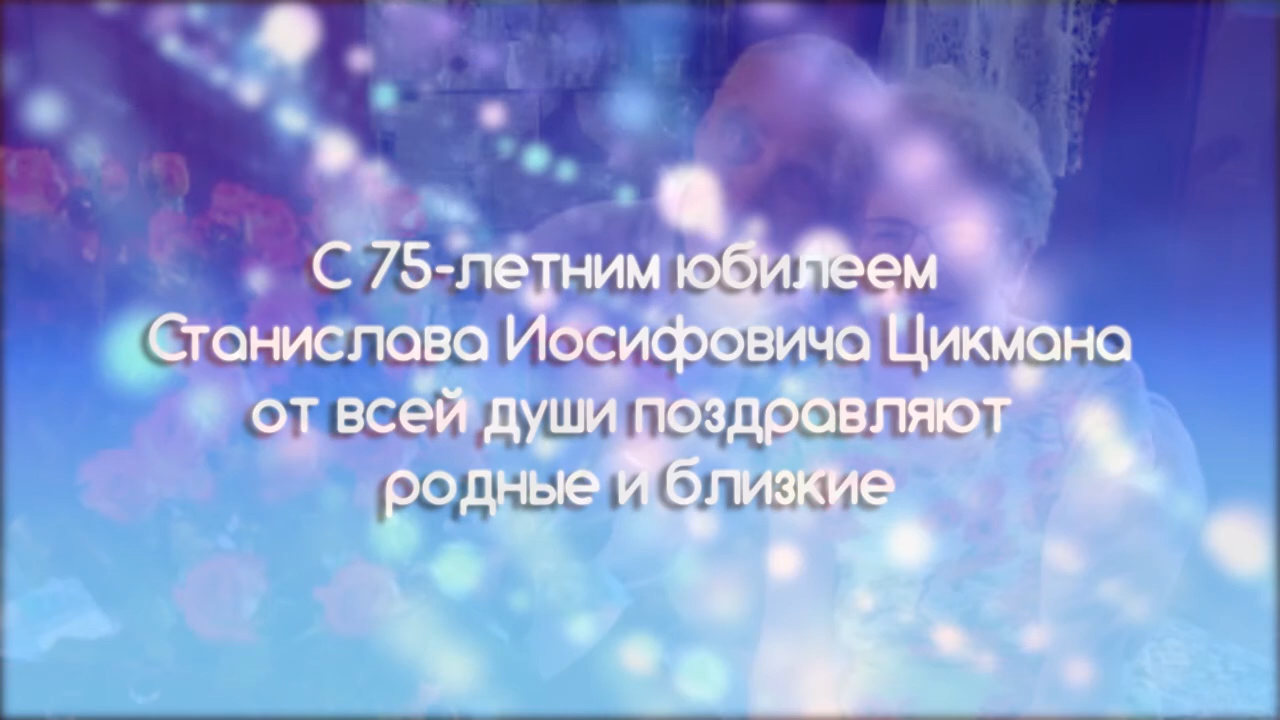 С 75-летним юбилеем
Станислава Иосифовича Цикмана
от всей души поздравляют
родные и близкие